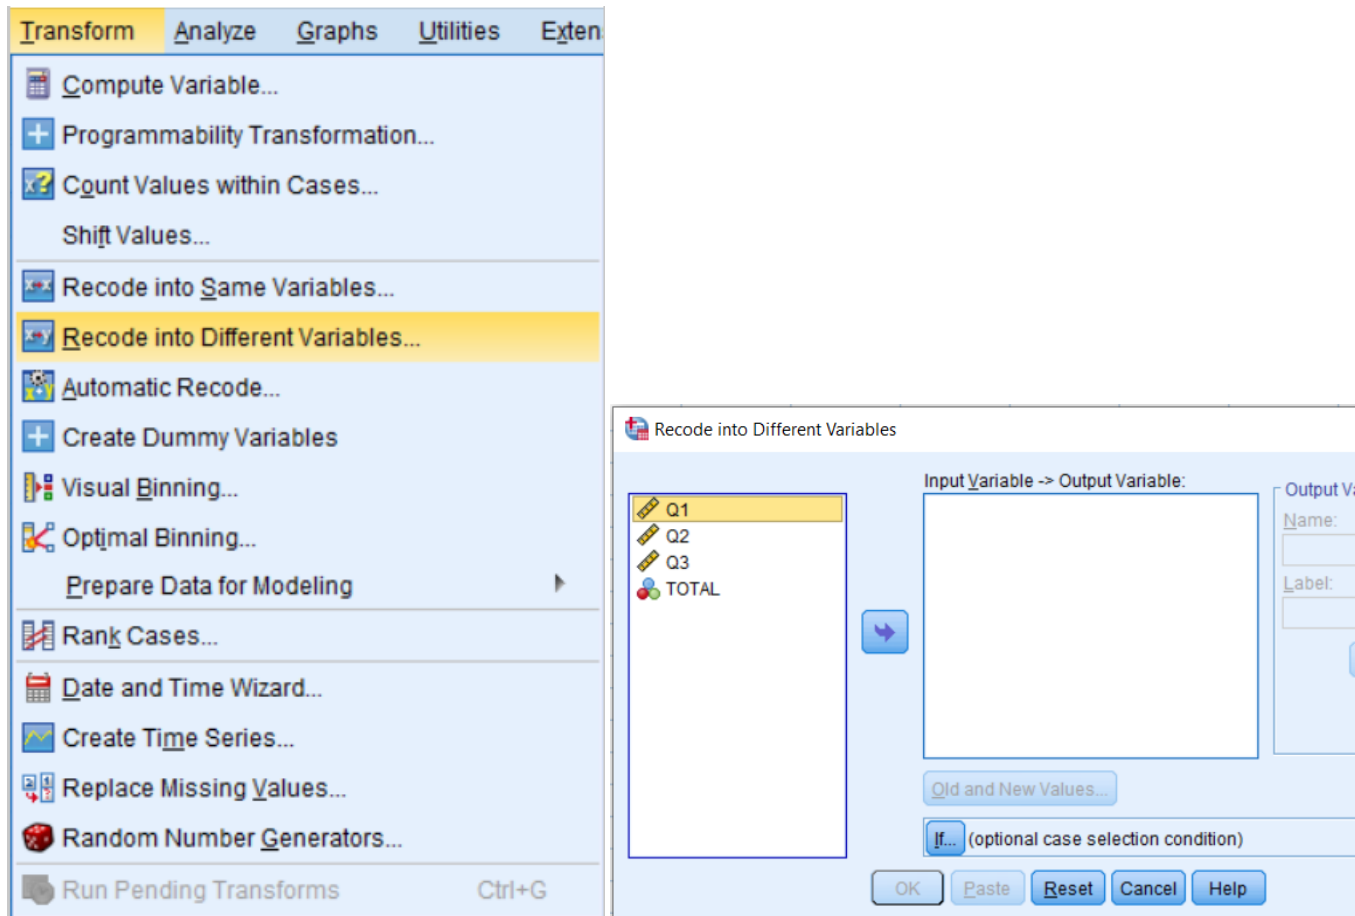 Transform Analyze Graphs Utilities Exten
Compute Variable...
Programmability Transformation...
Count Values within Cases...
Shift Values...
Recode into Same Variables...
Recode into Different Variables...
Automatic Recode...
Create Dummy Variables
Visual Binning...
Optimal Binning...
Prepare Data for Modeling
Rank Cases...
Date and Time Wizard...
Create Time Series...
Replace Missing Values...
Random Number Generators...
Run Pending Transforms Ctrl+G
Recode into Different Variables
Q1
Q2
Q3
TOTAL
Input Variable -> Output Variable:
Output Va
Name:
Label:
Old and New Values...
If... (optional case selection condition)
OK Paste Reset Cancel Help